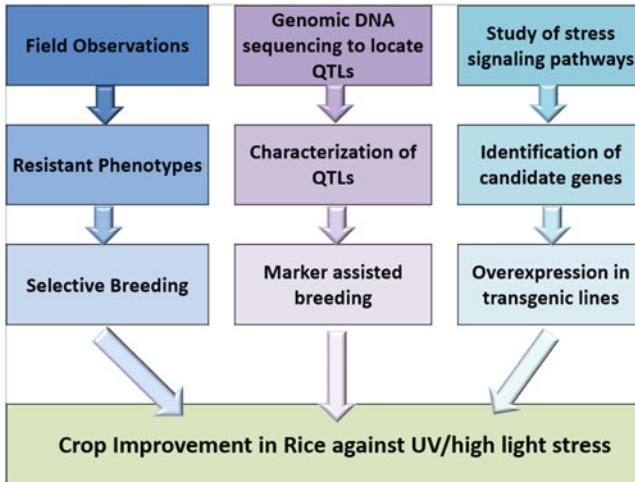 Field Observations
Genomic DNA
sequencing to locate
QTLs
Study of stress
signaling pathways
Resistant Phenotypes
Characterization of
QTLs
Identification of
candidate genes
Selective Breeding
Marker assisted
breeding
Overexpression in
transgenic lines
Crop Improvement in Rice against UV/high light stress